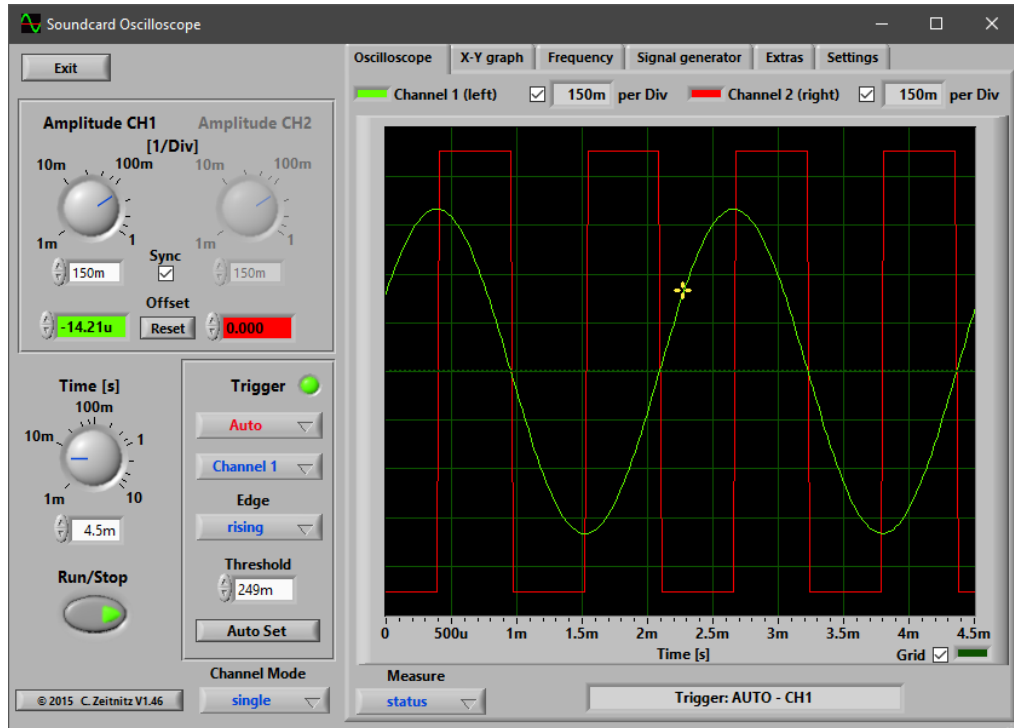 Soundcard Oscilloscope
Exit
Oscilloscope X-Y graph Frequency Signal generator Extras Settings
Channel 1 (left) 150m per Div Channel 2 (right) 150m per Div
Amplitude CH1 Amplitude CH2
[1/Div]
10m 100m 10m 100m
1m 1 1m 1
Sync
150m 150m
Offset
-14.21u Reset 0.000
Time [s]
100m
10m 1
1m 10
4.5m
Run/Stop
Trigger
Auto
Channel 1
Edge
rising
Threshold
249m
Auto Set
Channel Mode
single
© 2015 C. Zeitnitz V1.46
0 500u 1m 1.5m 2m 2.5m 3m 3.5m 4m 4.5m
Time [s]
Grid
Measure
status
Trigger: AUTO - CH1